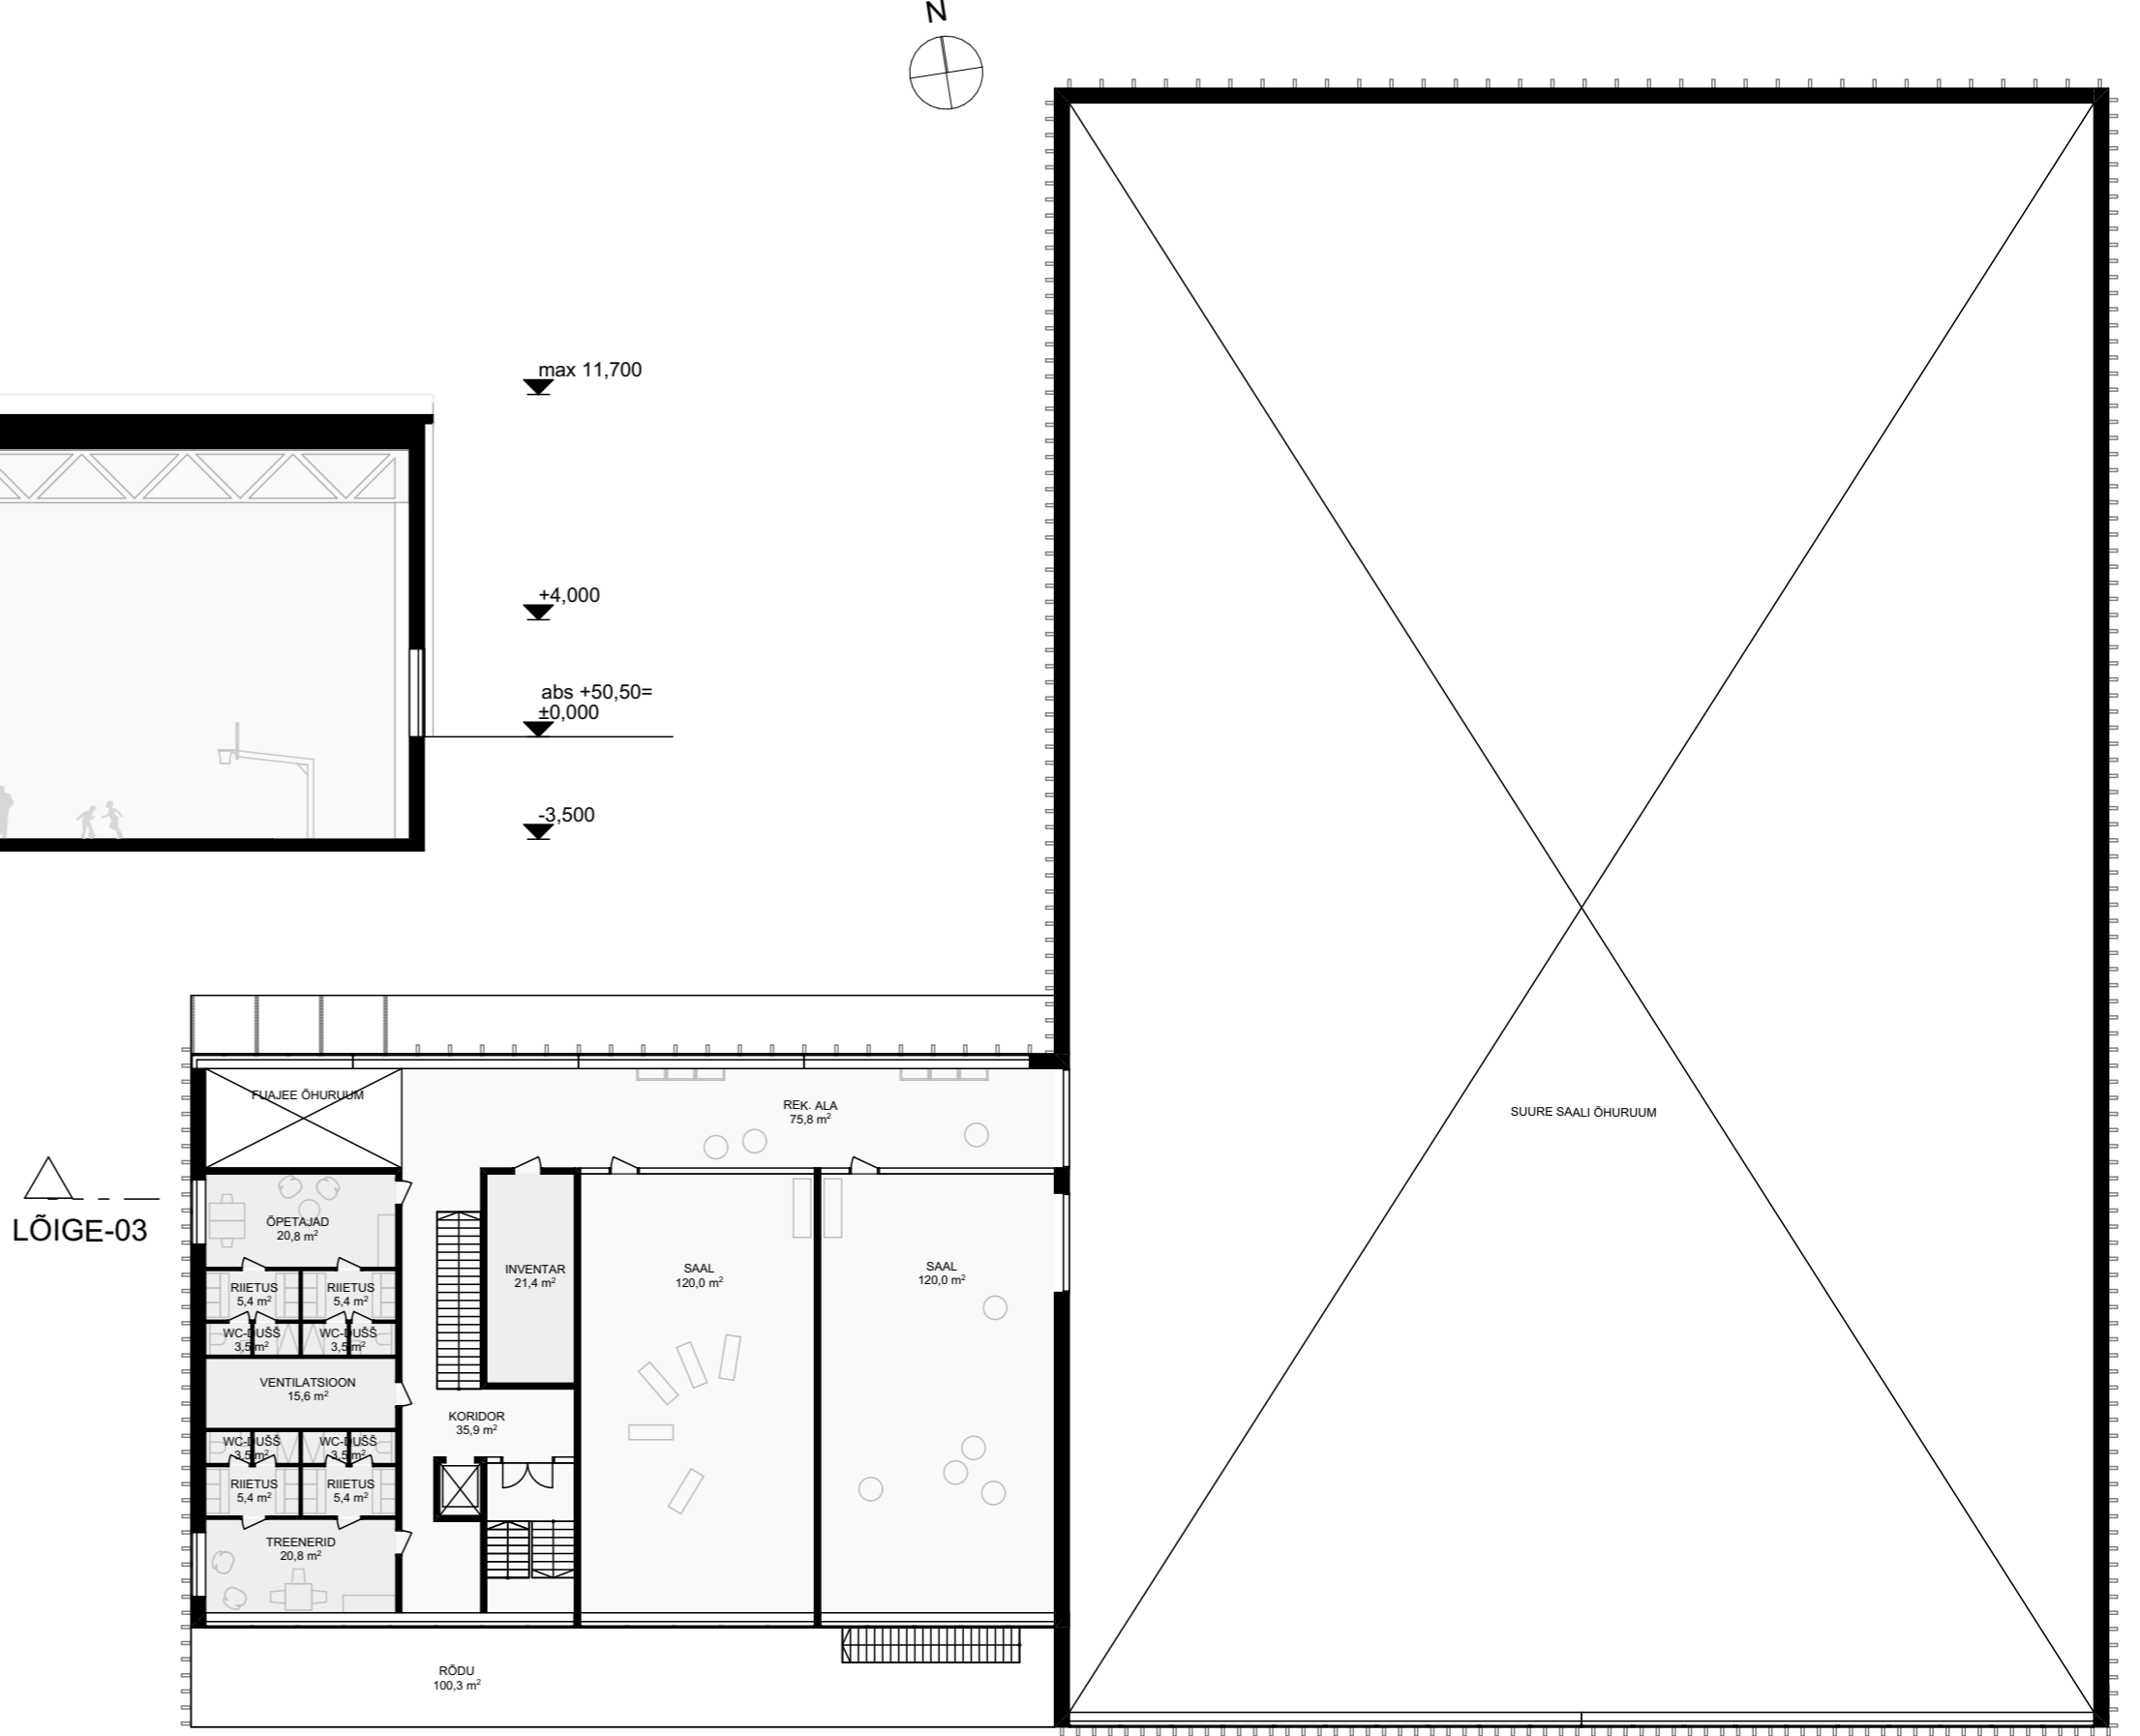 N
max 11,700
+4,000
abs +50,50=
±0,000
-3,500
LÕIGE-03
FUAJEE ÕHURUUM
REK. ALA
75,8 m²
SUURE SAALI ÕHURUUM
ÕPETAJAD
20,8 m²
INVENTAR
21,4 m²
SAAL
120,0 m²
SAAL
120,0 m²
RIIETUS
5,4 m²
RIIETUS
5,4 m²
WC-DUŠŠ
3,5 m²
WC-DUŠŠ
3,5 m²
VENTILATSIOON
15,6 m²
KORIDOR
35,9 m²
WC-DUŠŠ
3,5 m²
WC-DUŠŠ
3,5 m²
RIIETUS
5,4 m²
RIIETUS
5,4 m²
TREENERID
20,8 m²
RÕDU
100,3 m²